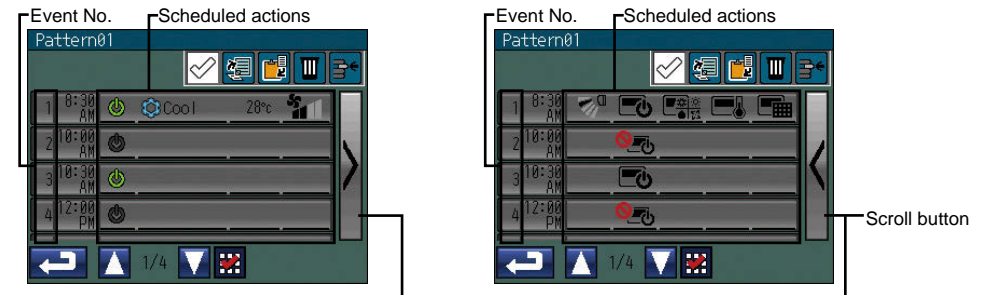 Event No. Scheduled actions
Pattern01
1 8:30 AM Cool 28°c
2 10:00 AM
3 10:30 AM
4 12:00 PM
1/4
Event No. Scheduled actions
Pattern01
1 8:30 AM
2 10:00 AM
3 10:30 AM
4 12:00 PM
1/4
Scroll button